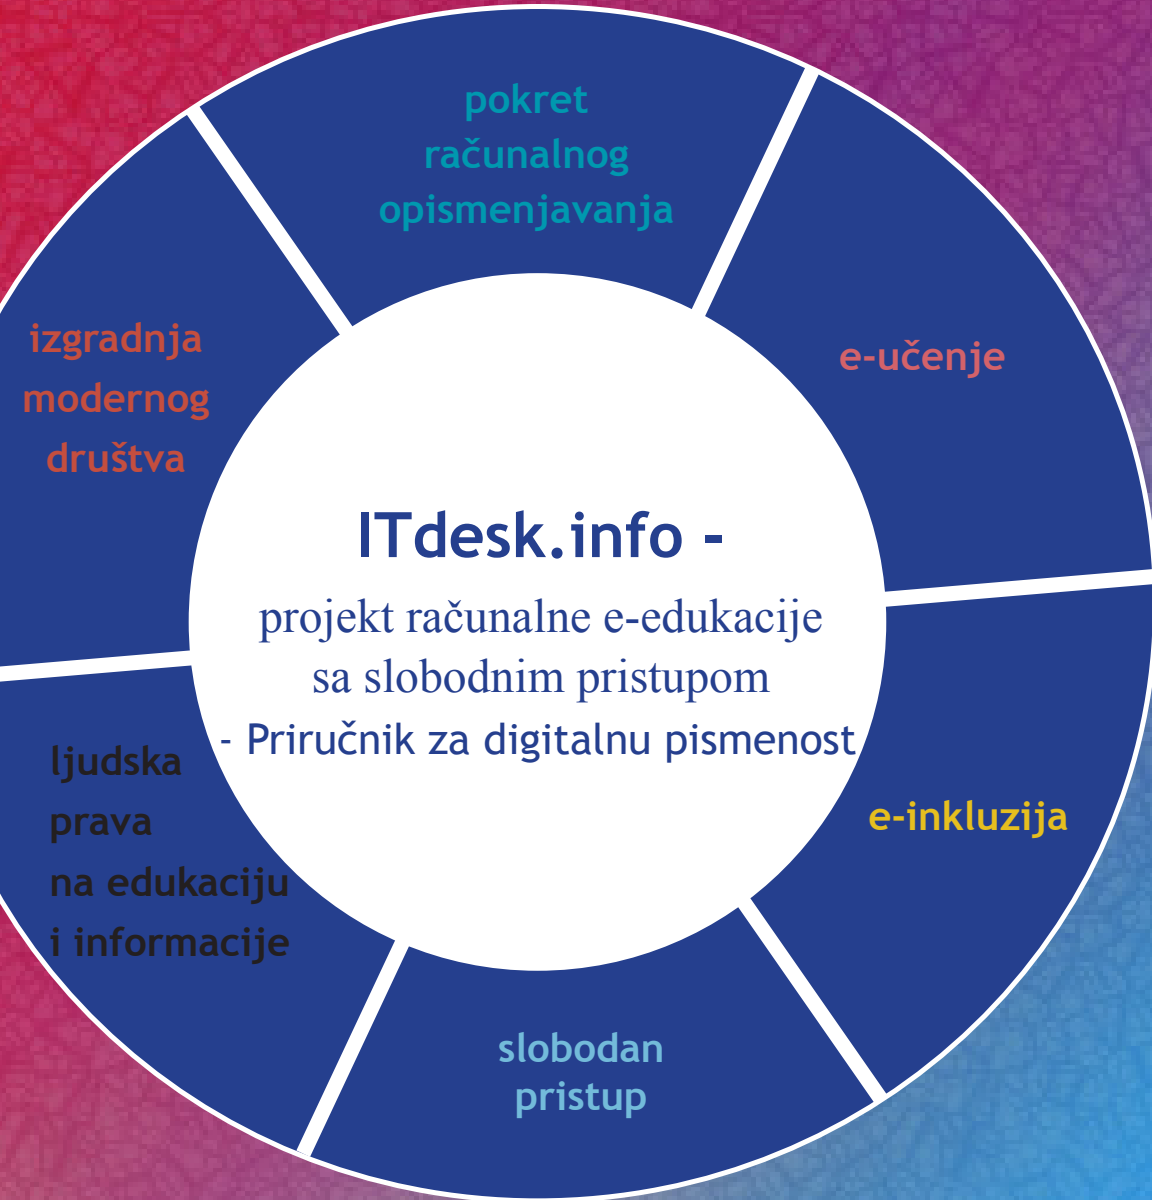 pokret
računalnog
opismenjavanja
e-učenje
izgradnja
modernog
društva
ITdesk.info -
projekt računalne e-edukacije
sa slobodnim pristupom
- Priručnik za digitalnu pismenost
ljudska
prava
na edukaciju
i informacije
e-inkluzija
slobodan
pristup